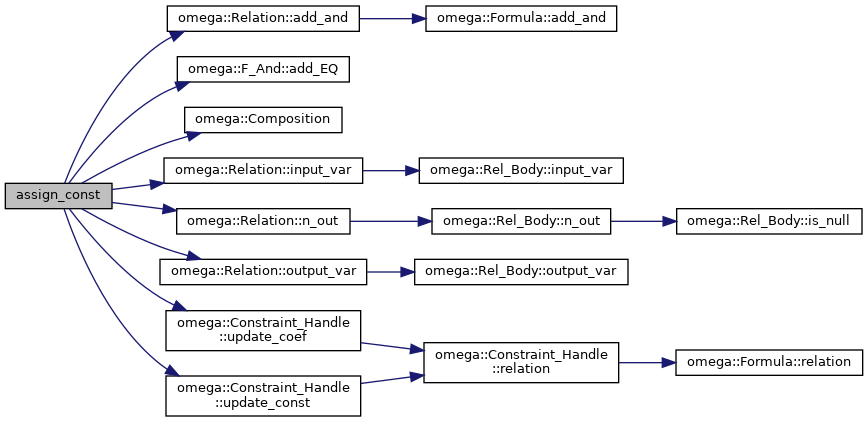 omega::Relation::add_and
omega::Formula::add_and
omega::F_And::add_EQ
omega::Composition
omega::Relation::input_var
omega::Rel_Body::input_var
assign_const
omega::Relation::n_out
omega::Rel_Body::n_out
omega::Rel_Body::is_null
omega::Relation::output_var
omega::Rel_Body::output_var
omega::Constraint_Handle
::update_coef
omega::Constraint_Handle
::relation
omega::Formula::relation
omega::Constraint_Handle
::update_const